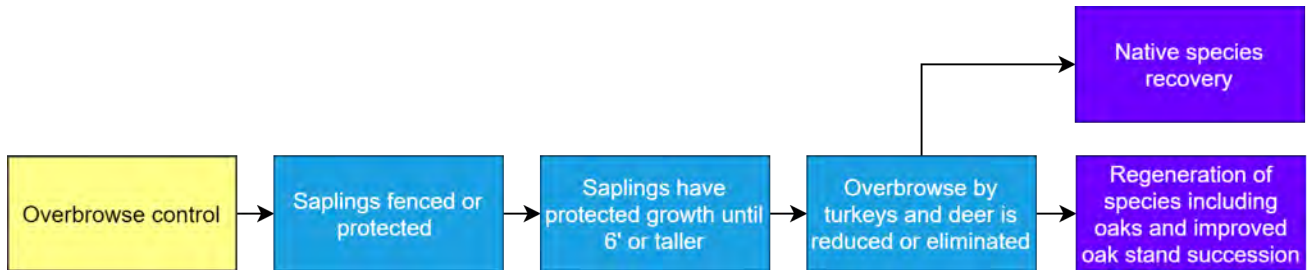 Native species
recovery
Overbrowse control
Saplings fenced or
protected
Saplings have
protected growth until
6' or taller
Overbrowse by
turkeys and deer is
reduced or eliminated
Regeneration of
species including
oaks and improved
oak stand succession